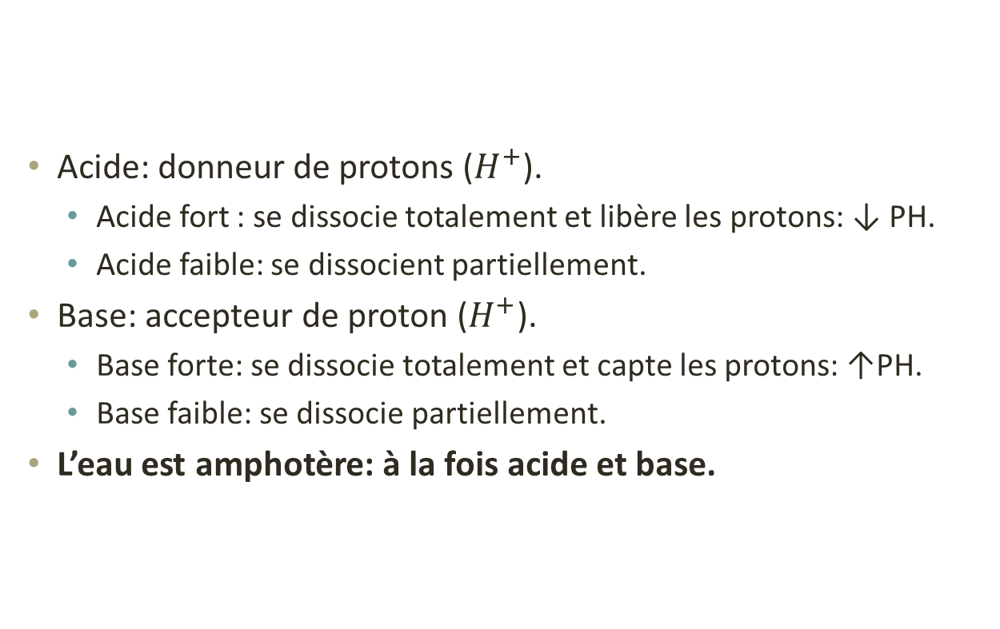 • Acide: donneur de protons (H⁺).
• Acide fort : se dissocie totalement et libère les protons: ↓ PH.
• Acide faible: se dissocient partiellement.
• Base: accepteur de proton (H⁺).
• Base forte: se dissocie totalement et capte les protons: ↑PH.
• Base faible: se dissocie partiellement.
• L’eau est amphotère: à la fois acide et base.